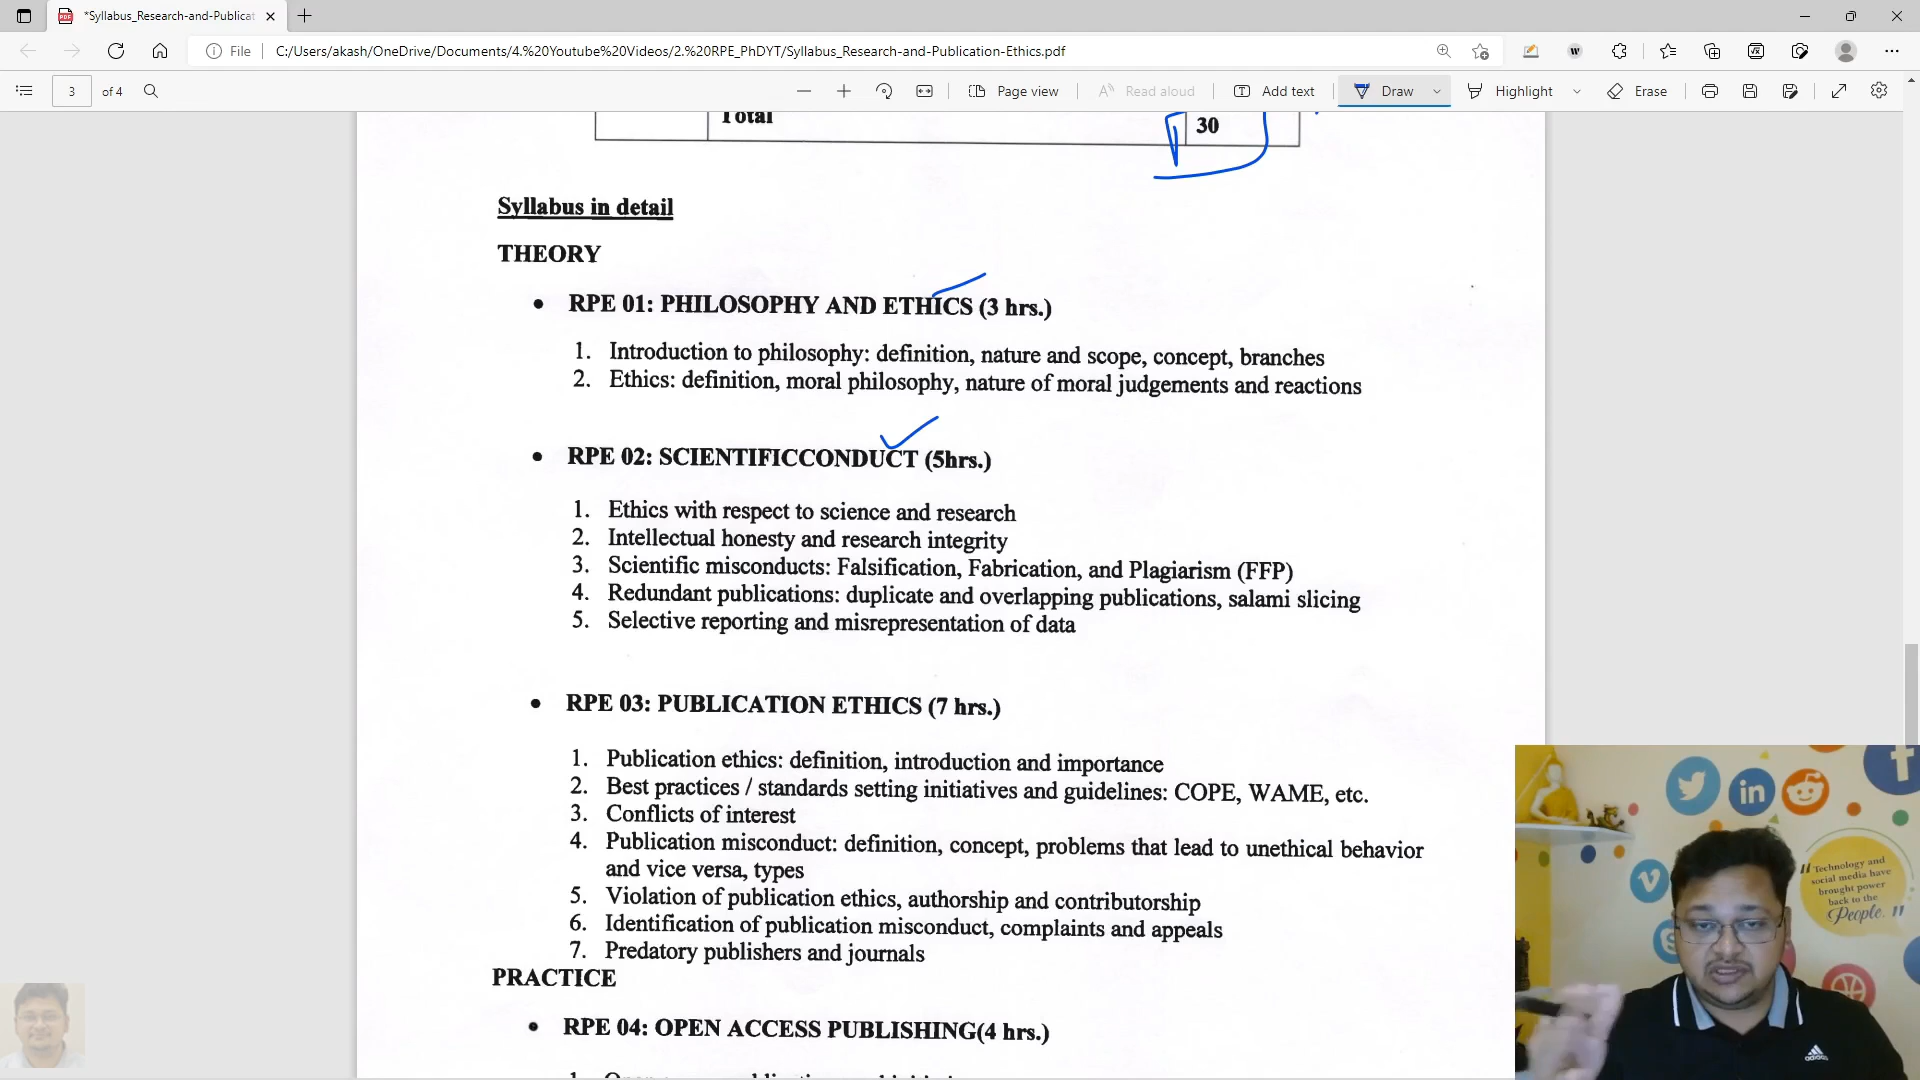 *Syllabus_Research-and-Publicat
File
C:/Users/akash/OneDrive/Documents/4.%20Youtube%20Videos/2.%20RPE_PhDYT/Syllabus_Research-and-Publication-Ethics.pdf
3 of 4
Page view
Read aloud
Add text
Draw
Highlight
Erase
Total
30
Syllabus in detail
THEORY
• RPE 01: PHILOSOPHY AND ETHICS (3 hrs.)
1. Introduction to philosophy: definition, nature and scope, concept, branches
2. Ethics: definition, moral philosophy, nature of moral judgements and reactions
• RPE 02: SCIENTIFICCONDUCT (5hrs.)
1. Ethics with respect to science and research
2. Intellectual honesty and research integrity
3. Scientific misconducts: Falsification, Fabrication, and Plagiarism (FFP)
4. Redundant publications: duplicate and overlapping publications, salami slicing
5. Selective reporting and misrepresentation of data
• RPE 03: PUBLICATION ETHICS (7 hrs.)
1. Publication ethics: definition, introduction and importance
2. Best practices / standards setting initiatives and guidelines: COPE, WAME, etc.
3. Conflicts of interest
4. Publication misconduct: definition, concept, problems that lead to unethical behavior
and vice versa, types
5. Violation of publication ethics, authorship and contributorship
6. Identification of publication misconduct, complaints and appeals
7. Predatory publishers and journals
PRACTICE
• RPE 04: OPEN ACCESS PUBLISHING(4 hrs.)
"Technology and
social media have
brought power
back to the
People."
adidas